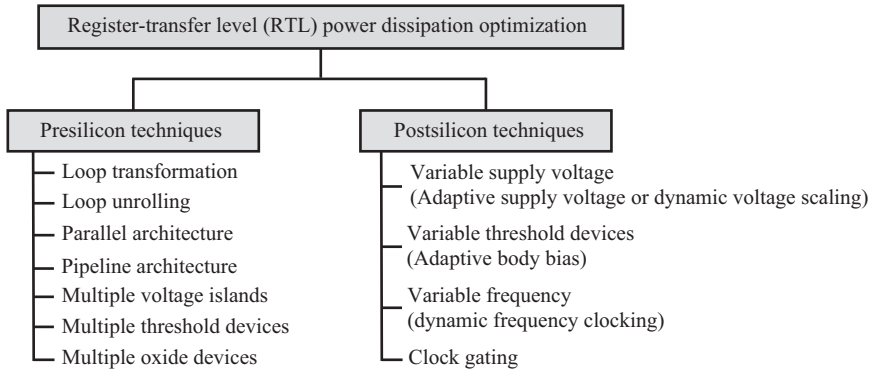 Register-transfer level (RTL) power dissipation optimization
Presilicon techniques
Loop transformation
Loop unrolling
Parallel architecture
Pipeline architecture
Multiple voltage islands
Multiple threshold devices
Multiple oxide devices
Postsilicon techniques
Variable supply voltage
(Adaptive supply voltage or dynamic voltage scaling)
Variable threshold devices
(Adaptive body bias)
Variable frequency
(dynamic frequency clocking)
Clock gating